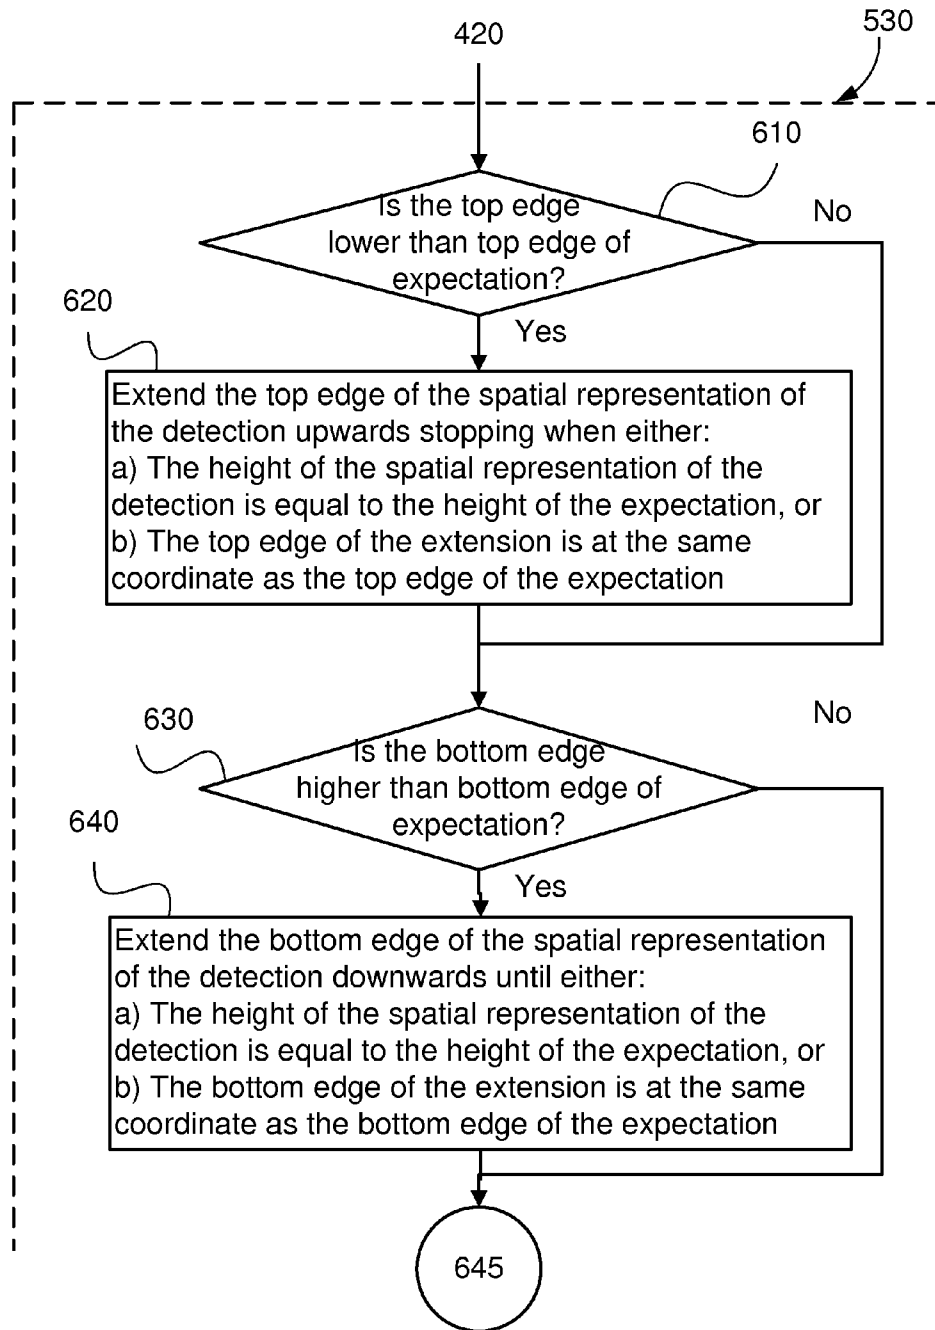 420
530
610
Is the top edge
lower than top edge of
expectation?
No
620
Yes
Extend the top edge of the spatial representation of
the detection upwards stopping when either:
a) The height of the spatial representation of the
detection is equal to the height of the expectation, or
b) The top edge of the extension is at the same
coordinate as the top edge of the expectation
630
No
Is the bottom edge
higher than bottom edge of
expectation?
640
Yes
Extend the bottom edge of the spatial representation
of the detection downwards until either:
a) The height of the spatial representation of the
detection is equal to the height of the expectation, or
b) The bottom edge of the extension is at the same
coordinate as the bottom edge of the expectation
645